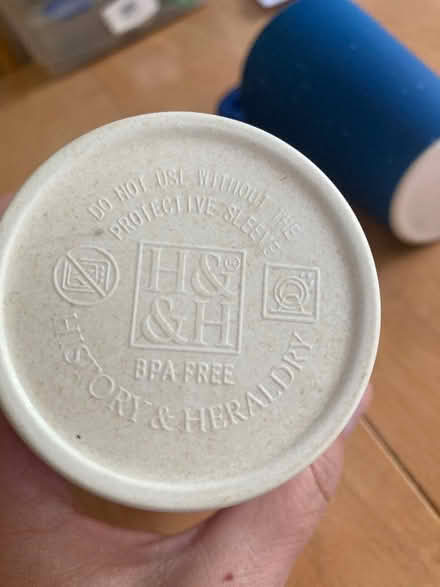 DO NOT USE WITHOUT THE
PROTECTIVE SLEEVE
H&®
&H
BPA FREE
HISTORY & HERALDRY